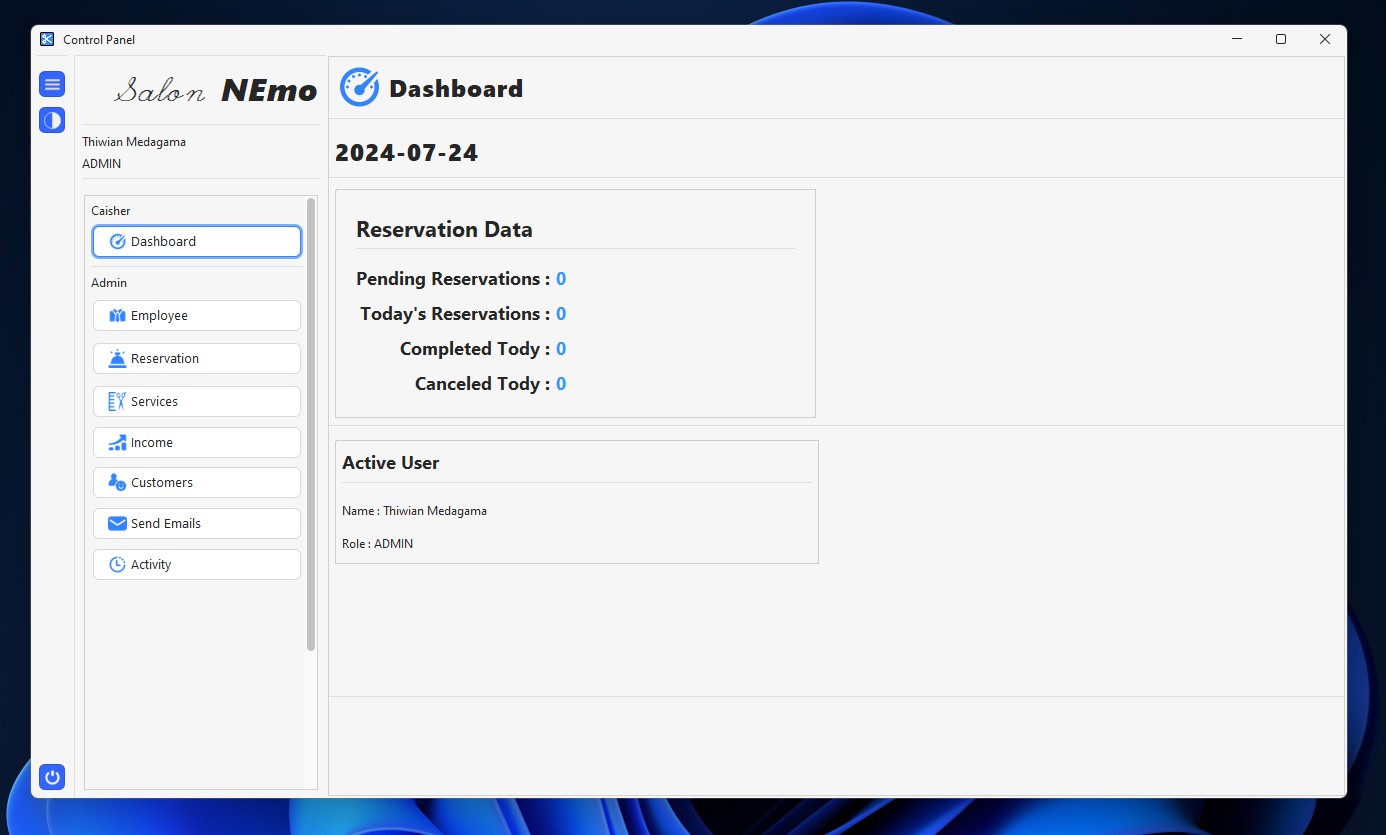 Control Panel
Salon NEmo
Thiwian Medagama
ADMIN
Caisher
Dashboard
Admin
Employee
Reservation
Services
Income
Customers
Send Emails
Activity
Dashboard
2024-07-24
Reservation Data
Pending Reservations : 0
Today's Reservations : 0
Completed Tody : 0
Canceled Tody : 0
Active User
Name : Thiwian Medagama
Role : ADMIN